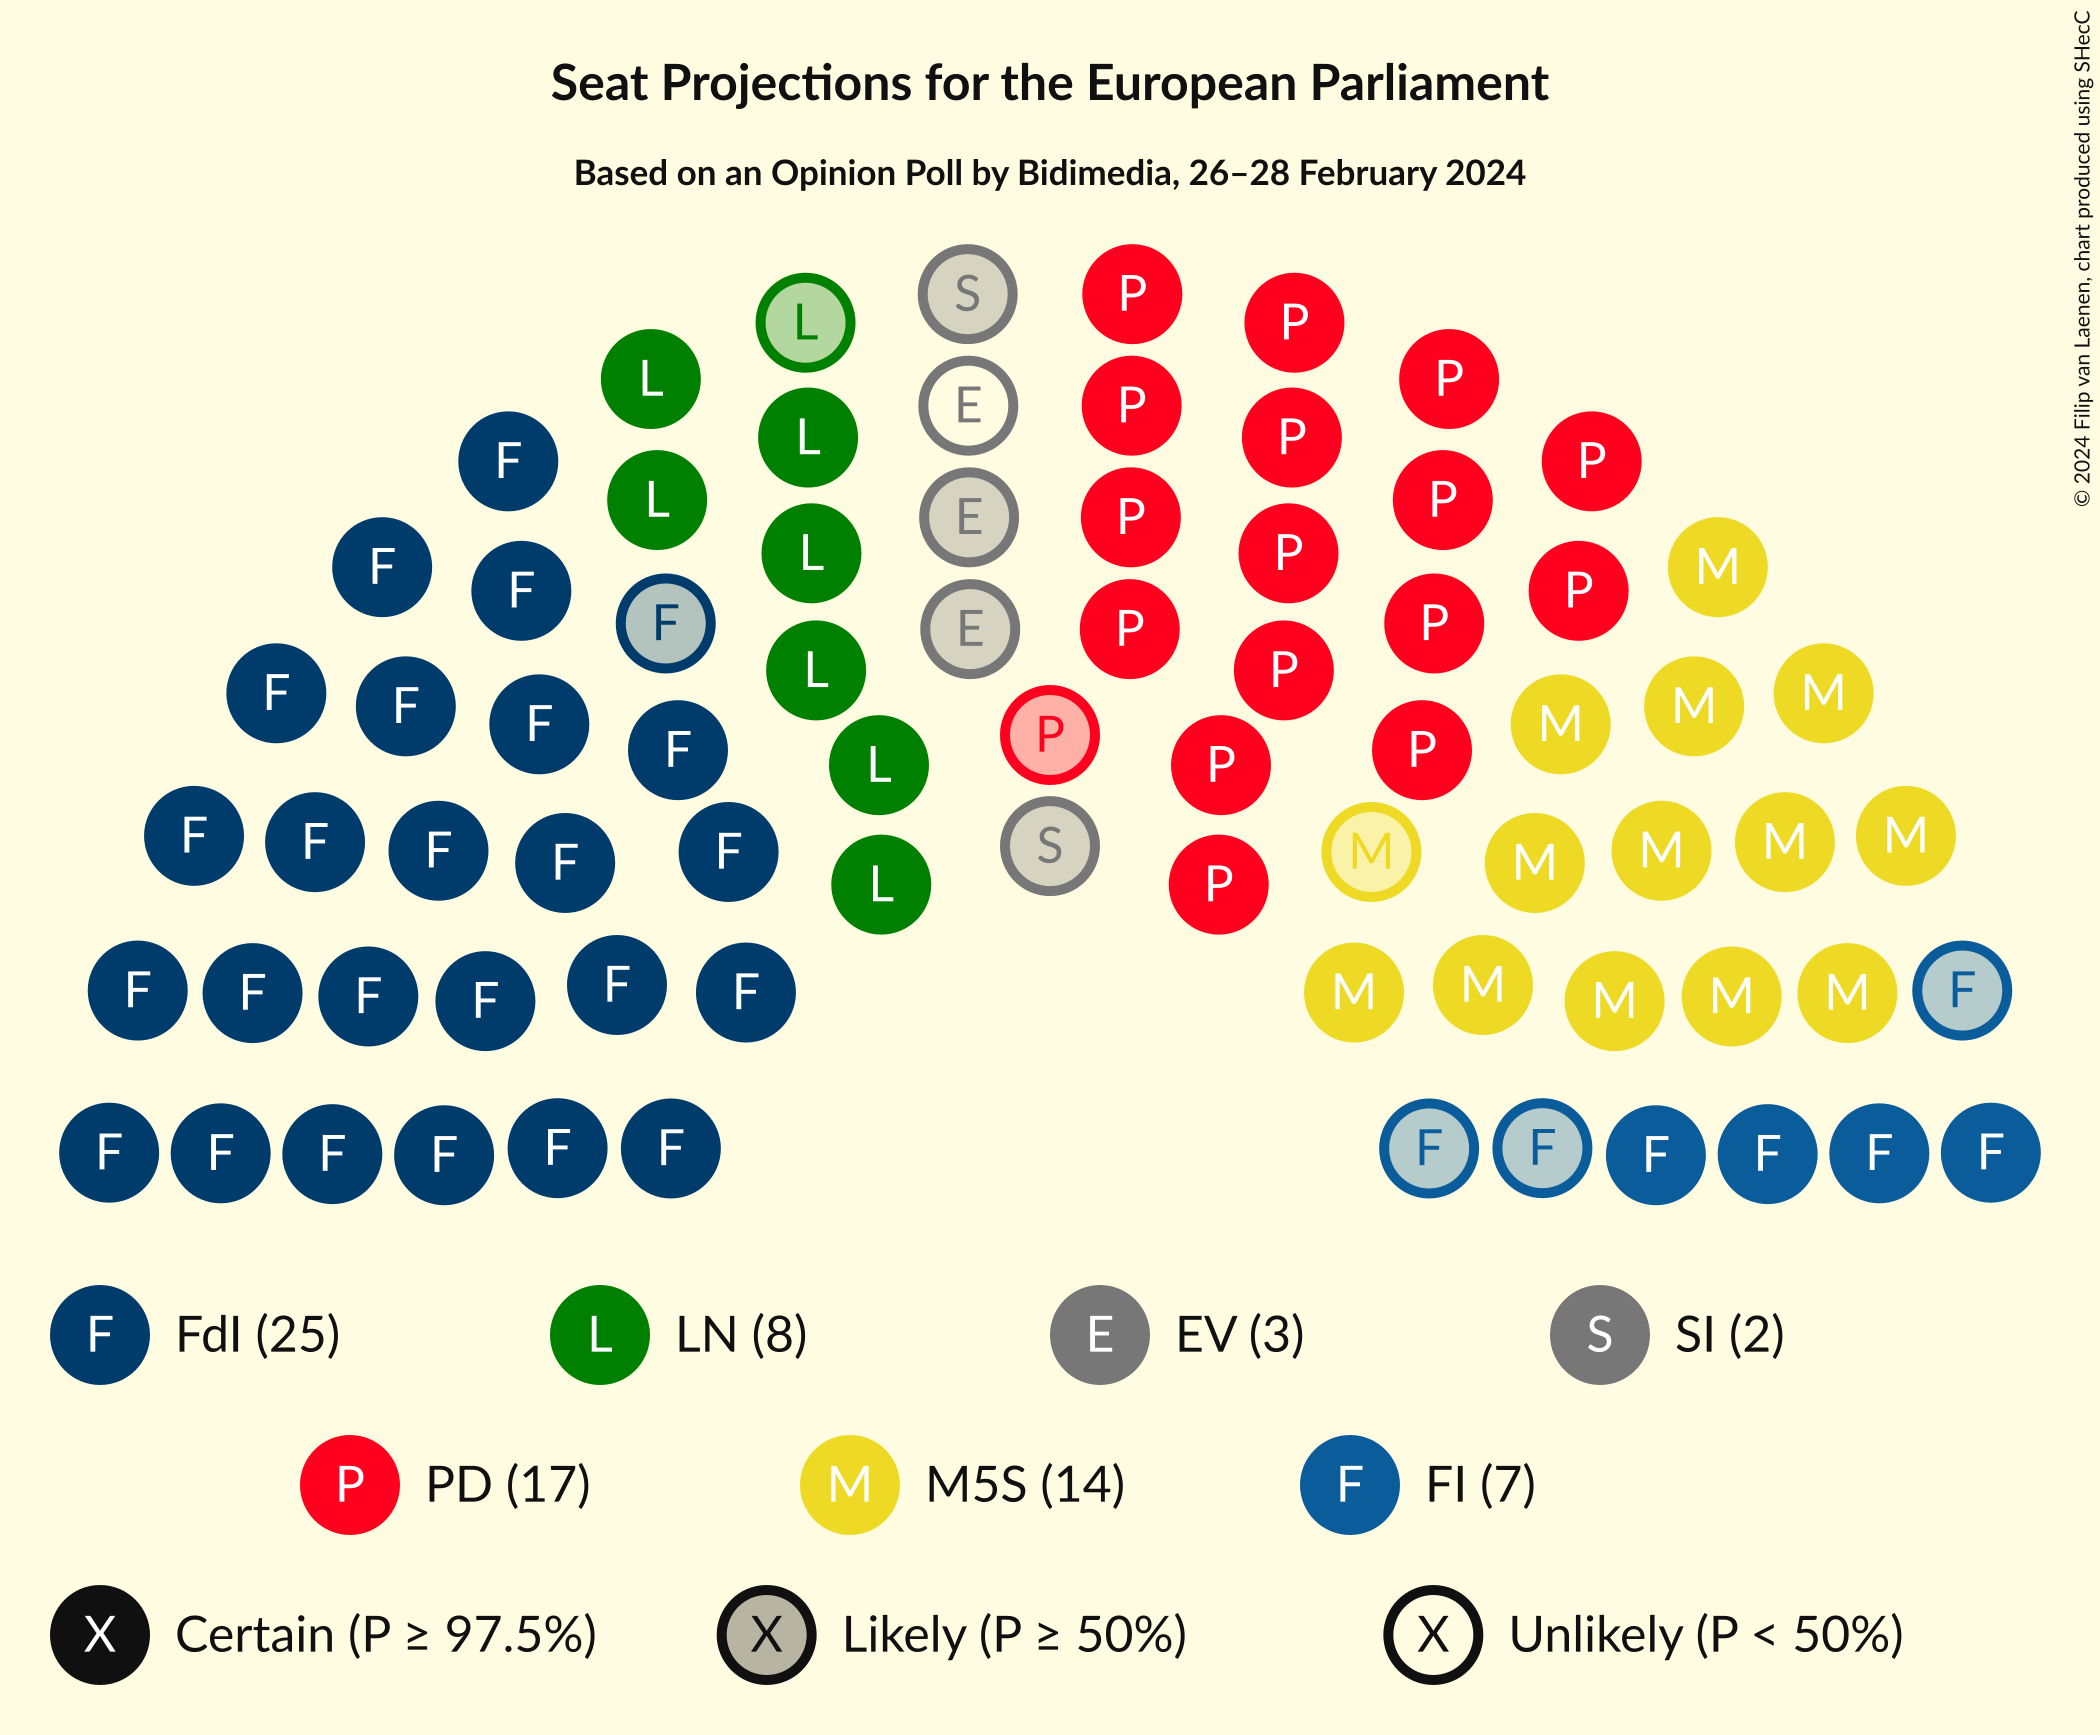 Seat Projections for the European Parliament
Based on an Opinion Poll by Bidimedia, 26–28 February 2024
© 2024 Filip van Laenen, chart produced using SHecC
S P
L P
L P
E P
L P
F P
L P
E P
L P
F M
F P
L P
F P
F P
E P
L P
F M
F M
F M
P
F P
L P
S
F M
F M
F M
F M
F M
L P
F F
F M
F M
F M
F M
F M
F F F F F F F F F F F F
F FdI (25) L LN (8) E EV (3) S SI (2)
P PD (17) M M5S (14) F FI (7)
X Certain (P ≥ 97.5%) X Likely (P ≥ 50%) X Unlikely (P < 50%)